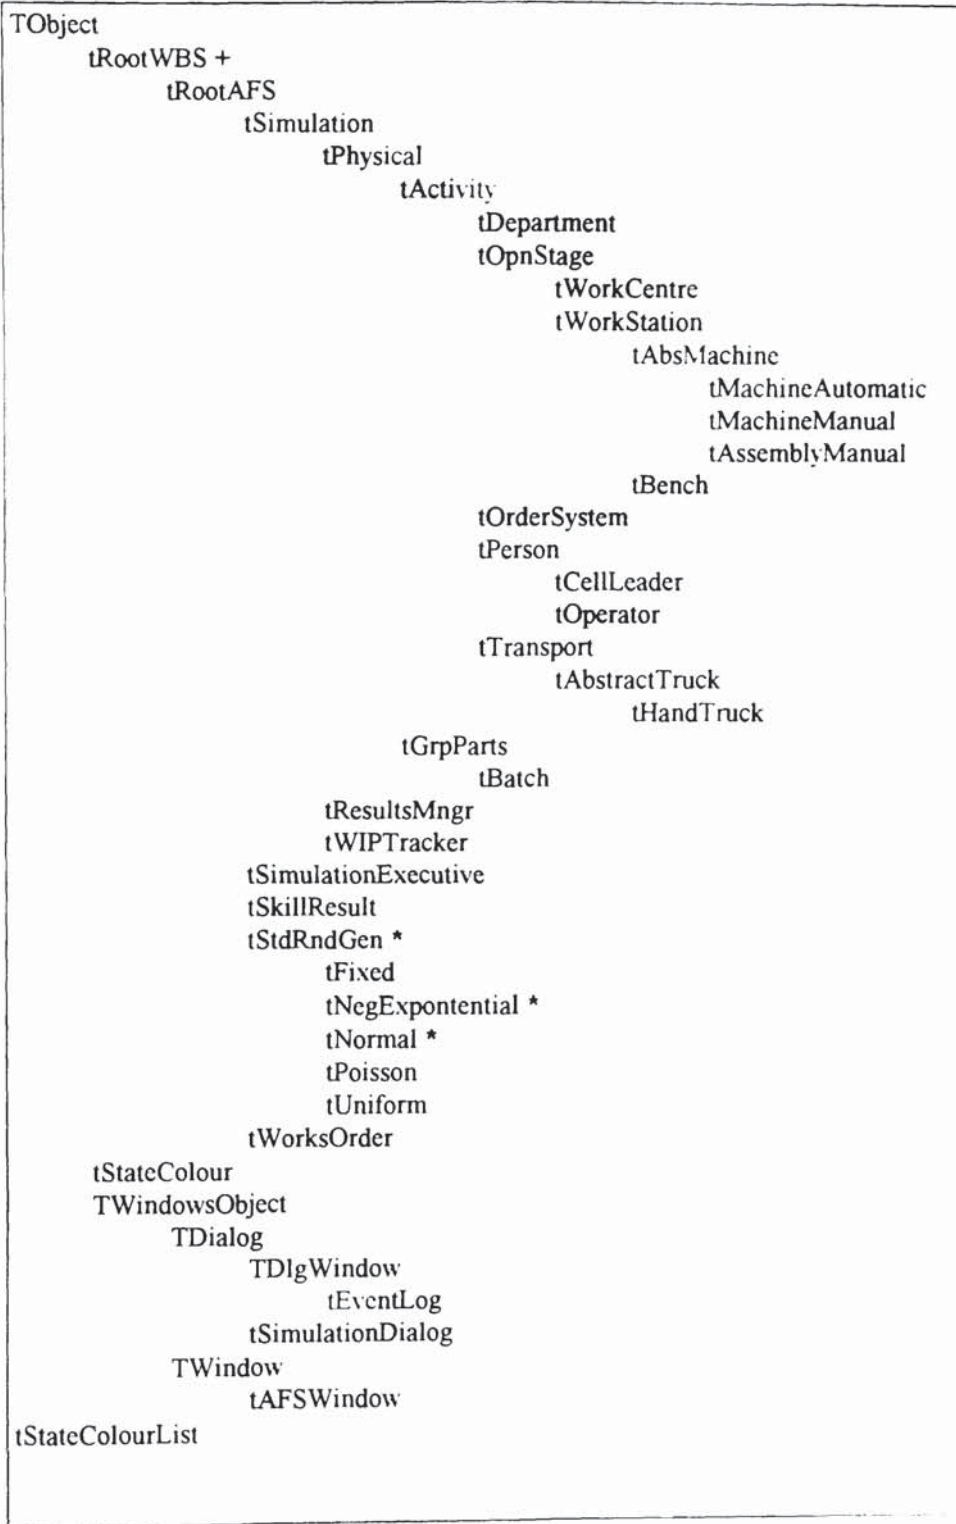 TObject
tRootWBS +
tRootAFS
tSimulation
tPhysical
tActivity
tDepartment
tOpnStage
tWorkCentre
tWorkStation
tAbsMachine
tMachineAutomatic
tMachineManual
tAssemblyManual
tBench
tOrderSystem
tPerson
tCellLeader
tOperator
tTransport
tAbstractTruck
tHandTruck
tGrpParts
tBatch
tResultsMngr
tWIPTracker
tSimulationExecutive
tSkillResult
tStdRndGen *
tFixed
tNegExpontential *
tNormal *
tPoisson
tUniform
tWorksOrder
tStateColour
TWindowsObject
TDialog
TDlgWindow
tEventLog
tSimulationDialog
TWindow
tAFSWindow
tStateColourList